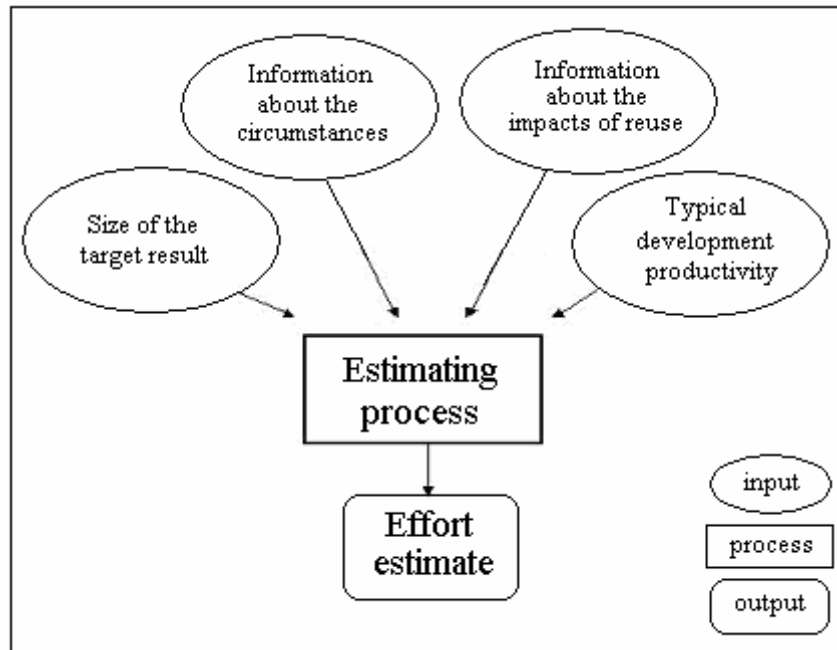 Information
about the
circumstances
Information
about the
impacts of reuse
Size of the
target result
Typical
development
productivity
Estimating
process
Effort
estimate
input
process
output